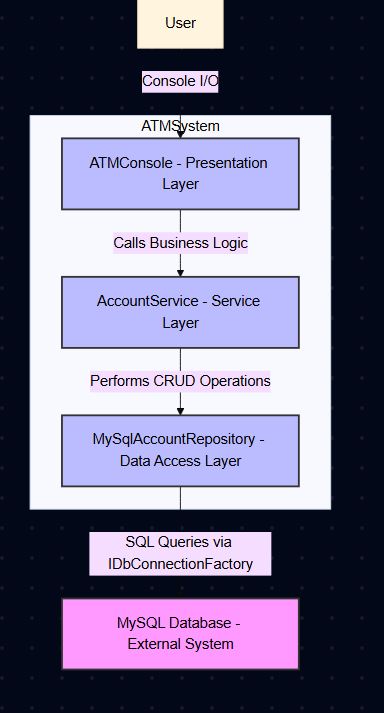 User
Console I/O
ATMSystem
ATMConsole - Presentation
Layer
Calls Business Logic
AccountService - Service
Layer
Performs CRUD Operations
MySqlAccountRepository -
Data Access Layer
SQL Queries via
IDbConnectionFactory
MySQL Database -
External System